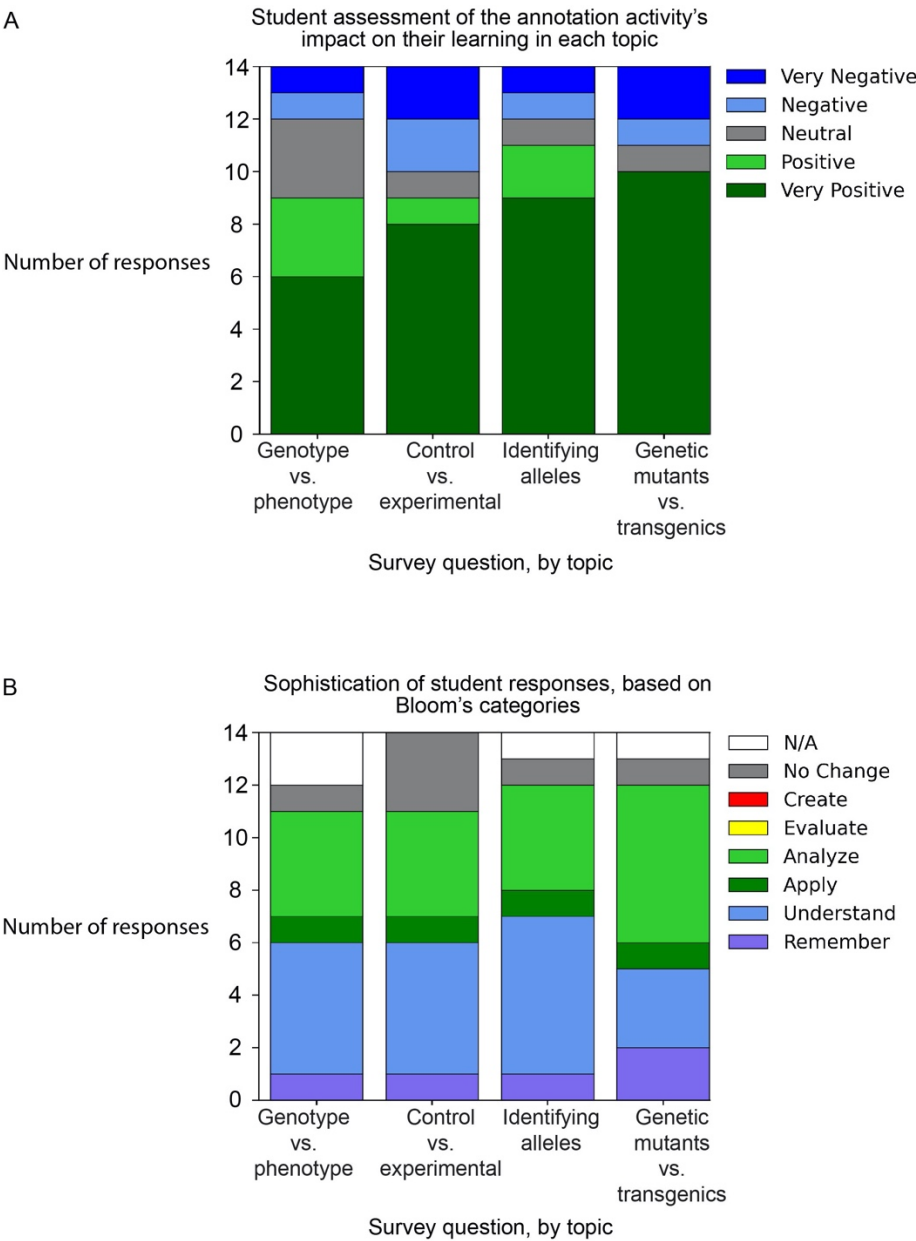 A
Student assessment of the annotation activity's
impact on their learning in each topic
14
12
10
8
6
4
2
0
Number of responses
Very Negative
Negative
Neutral
Positive
Very Positive
Genotype
vs.
phenotype
Control
vs.
experimental
Identifying
alleles
Genetic
mutants
vs.
transgenics
Survey question, by topic
B
Sophistication of student responses, based on
Bloom's categories
14
12
10
8
6
4
2
0
Number of responses
N/A
No Change
Create
Evaluate
Analyze
Apply
Understand
Remember
Genotype
vs.
phenotype
Control
vs.
experimental
Identifying
alleles
Genetic
mutants
vs.
transgenics
Survey question, by topic